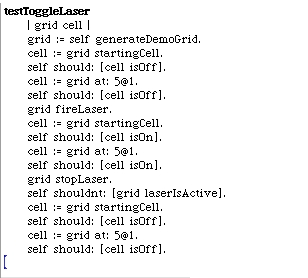 testToggleLaser
| grid cell |
grid := self generateDemoGrid.
cell := grid startingCell.
self should: [cell isOff].
cell := grid at: 5@1.
self should: [cell isOff].
grid fireLaser.
cell := grid startingCell.
self should: [cell isOn].
cell := grid at: 5@1.
self should: [cell isOn].
grid stopLaser.
self shouldnt: [grid laserIsActive].
cell := grid startingCell.
self should: [cell isOff].
cell := grid at: 5@1.
self should: [cell isOff].